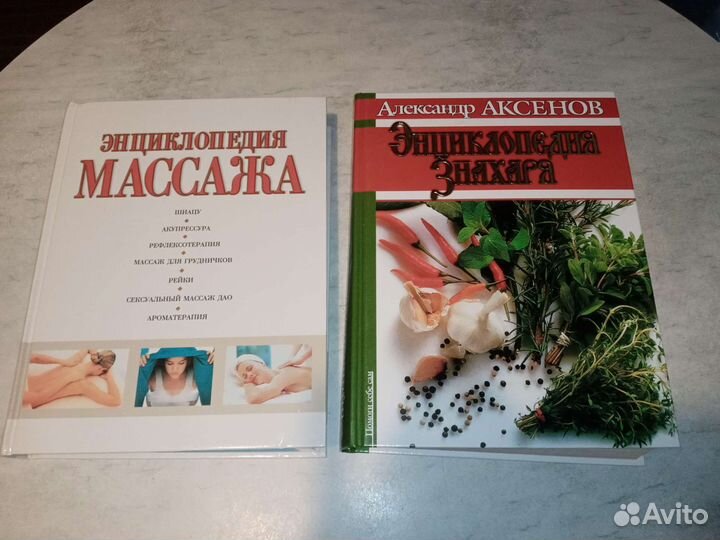 ЭНЦИКЛОПЕДИЯ
МАССАЖА
ШИАЦУ
АКУПРЕССУРА
РЕФЛЕКСОТЕРАПИЯ
МАССАЖ ДЛЯ ГРУДНИЧКОВ
РЕЙКИ
СЕКСУАЛЬНЫЙ МАССАЖ ДАО
АРОМАТЕРАПИЯ
Александр АКСЕНОВ
ЭНЦИКЛОПЕДИЯ
ЗНАХАРЯ
Помоги себе сам
Avito